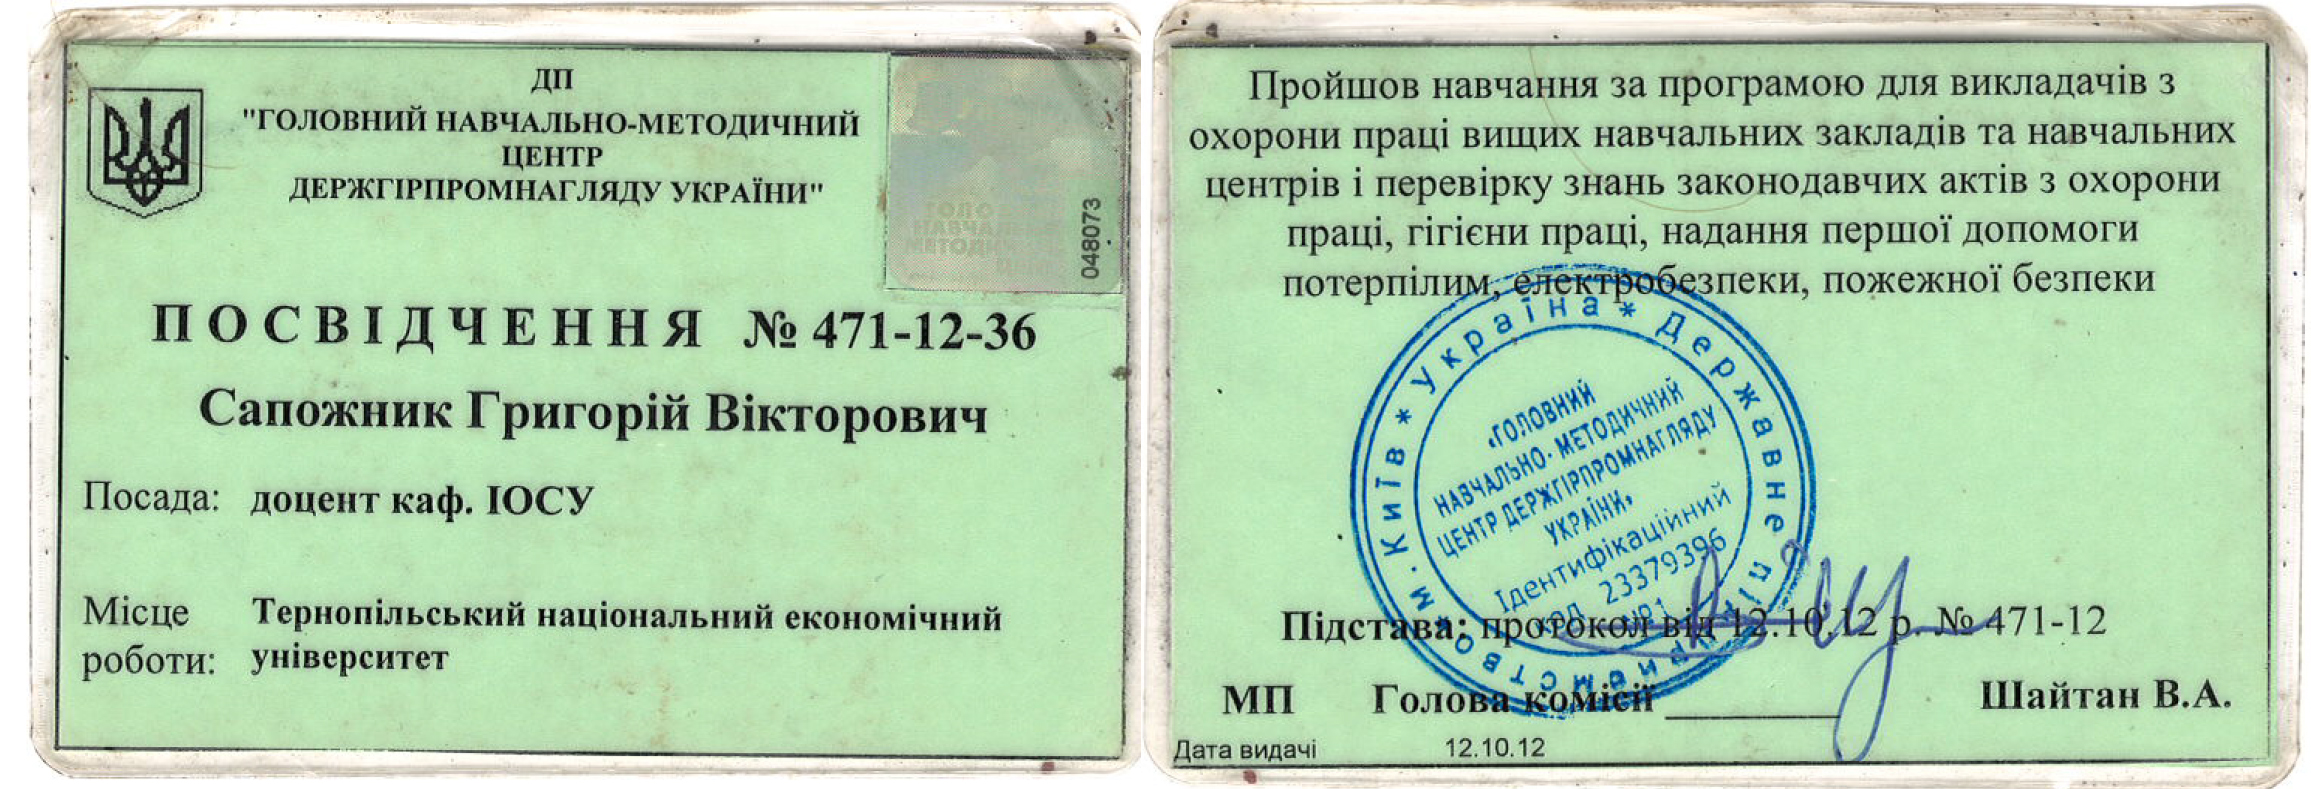 ДП
"ГОЛОВНИЙ НАВЧАЛЬНО-МЕТОДИЧНИЙ
ЦЕНТР
ДЕРЖГІРПРОМНАГЛЯДУ УКРАЇНИ"
ГОЛО
НАВЧАЛЬ
МЕТОДИЧ
048073
ПОСВІДЧЕННЯ № 471-12-36
Сапожник Григорій Вікторович
Посада: доцент каф. ІОСУ
Місце Тернопільський національний економічний
роботи: університет
Пройшов навчання за програмою для викладачів з
охорони праці вищих навчальних закладів та навчальних
центрів і перевірку знань законодавчих актів з охорони
праці, гігієни праці, надання першої допомоги
потерпілим, електробезпеки, пожежної безпеки
* Україна * Державне підприємство * м. Київ
«ГОЛОВНИЙ
НАВЧАЛЬНО- МЕТОДИЧНИЙ
ЦЕНТР ДЕРЖГІРПРОМНАГЛЯДУ
УКРАЇНИ»
Ідентифікаційний
код 23379396
№1
Підстава: протокол від 12.10.12 р. № 471-12
МП Голова комісії Шайтан В.А.
Дата видачі 12.10.12